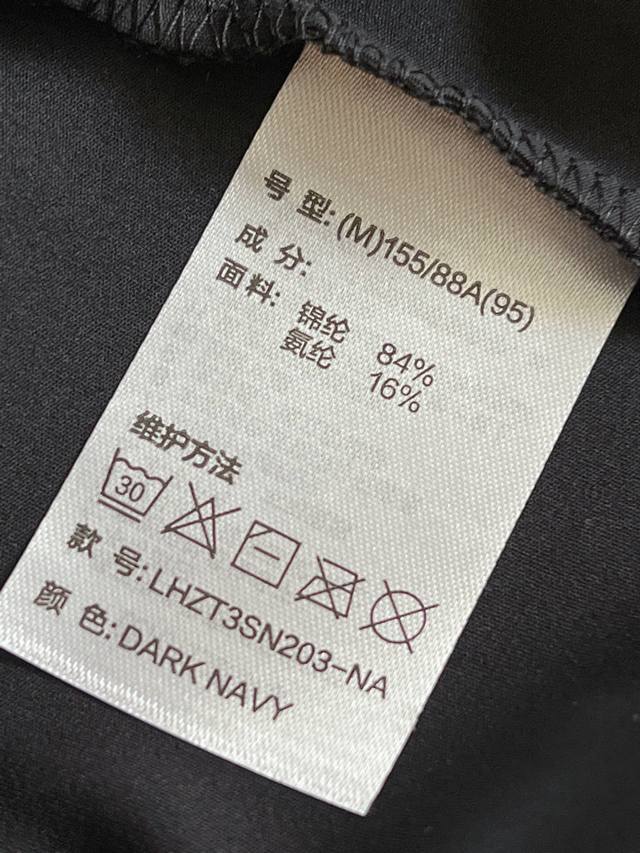 号 型: (M)155/88A(95)
成 分:
面料: 锦纶 84%
氨纶 16%
维护方法
30
款 号: LHZT3SN203-NA
颜 色: DARK NAVY